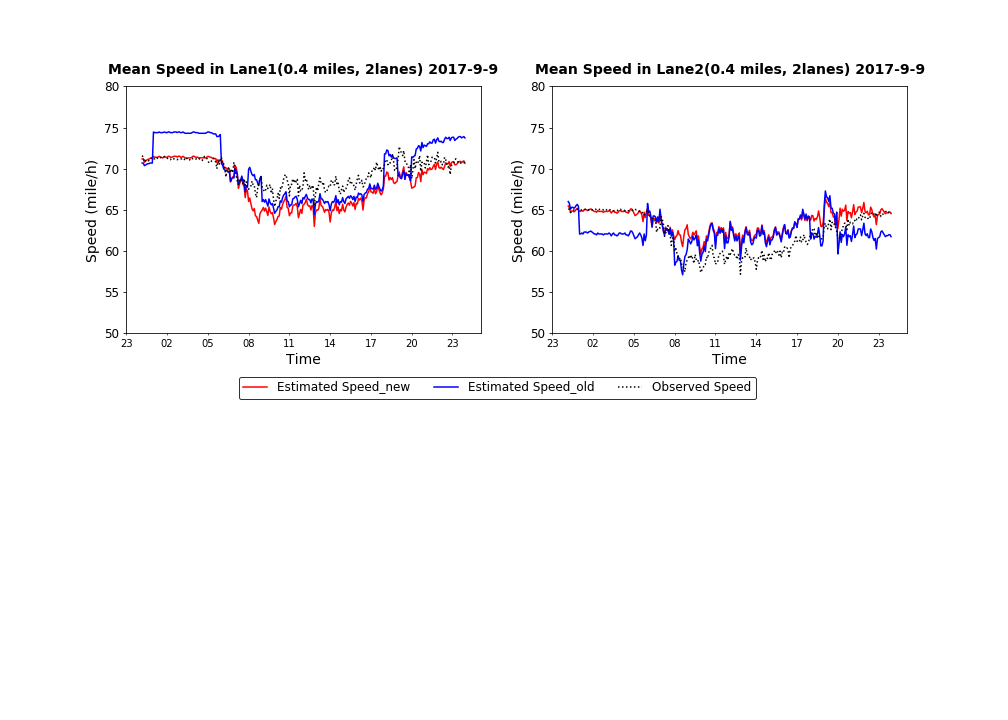 Mean Speed in Lane1(0.4 miles, 2lanes) 2017-9-9
80
75
70
65
60
55
50
Speed (mile/h)
23 02 05 08 11 14 17 20 23
Time
Mean Speed in Lane2(0.4 miles, 2lanes) 2017-9-9
80
75
70
65
60
55
50
Speed (mile/h)
23 02 05 08 11 14 17 20 23
Time
Estimated Speed_new Estimated Speed_old Observed Speed